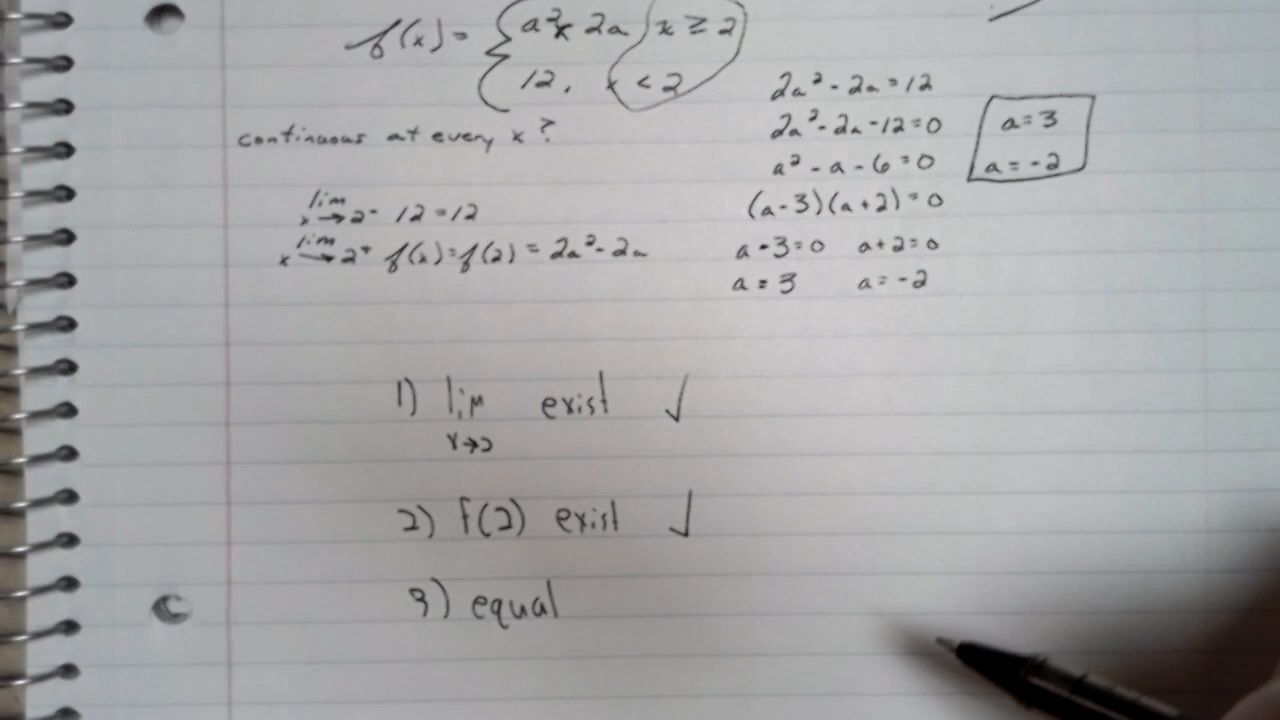 f(x) = { a²x 2a, x ≥ 2
12, x < 2
continuous at every x?
lim x→2⁻ 12 = 12
lim x→2⁺ f(x) = f(2) = 2a² - 2a
2a² - 2a = 12
2a² - 2a - 12 = 0
a² - a - 6 = 0
(a - 3)(a + 2) = 0
a - 3 = 0 a + 2 = 0
a = 3 a = -2
a = 3
a = -2
1) lim x→2 exist ✓
2) f(2) exist ✓
3) equal